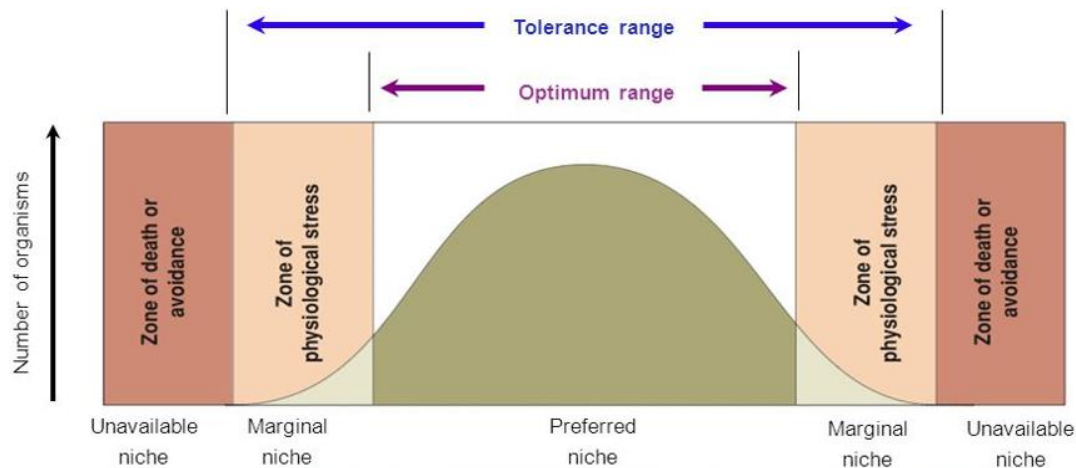 Tolerance range
Optimum range
Number of organisms
Zone of death or
avoidance
Zone of
physiological stress
Zone of
physiological stress
Zone of death or
avoidance
Unavailable
niche
Marginal
niche
Preferred
niche
Marginal
niche
Unavailable
niche